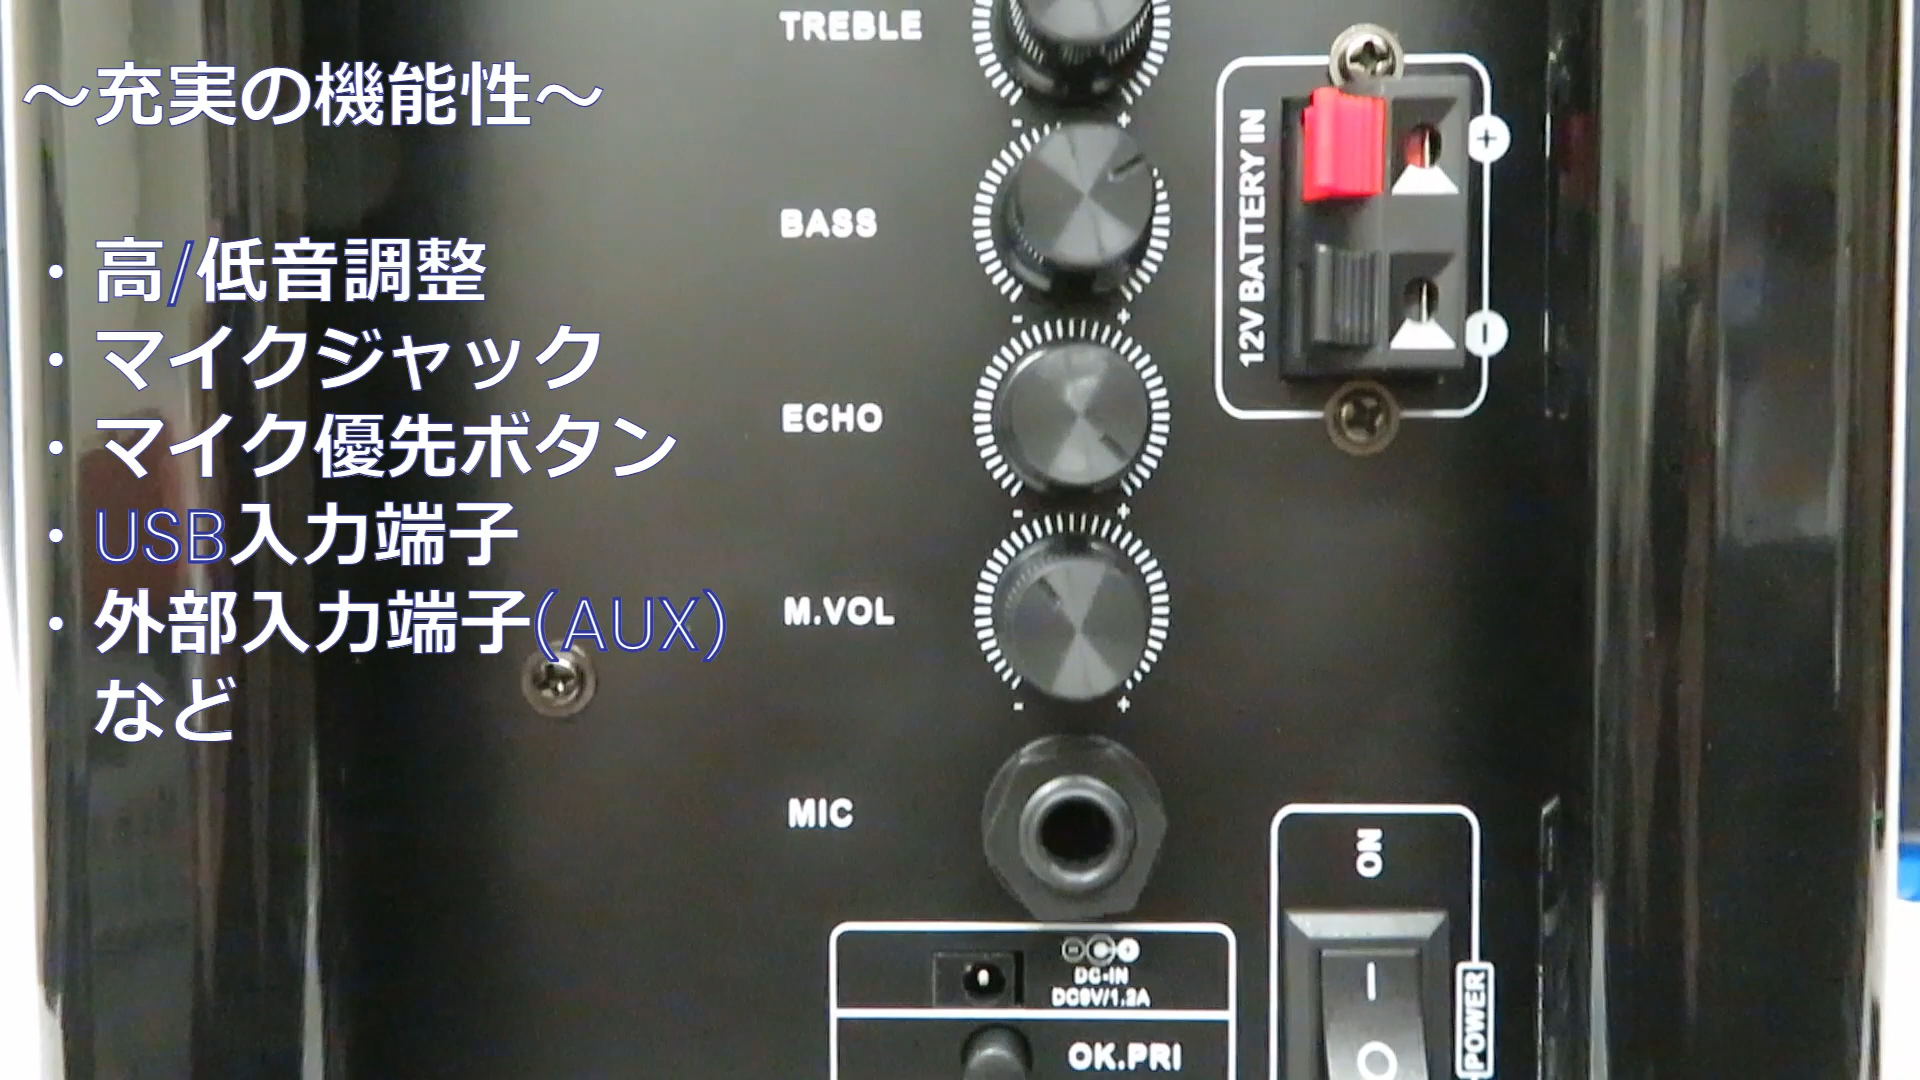 ～充実の機能性～
・高/低音調整
・マイクジャック
・マイク優先ボタン
・USB入力端子
・外部入力端子(AUX)
など
TREBLE
- +
BASS
- +
ECHO
- +
M.VOL
- +
MIC
12V BATTERY IN
+
-
DC-IN
DC9V/1.2A
OK.PRI
ON
POWER